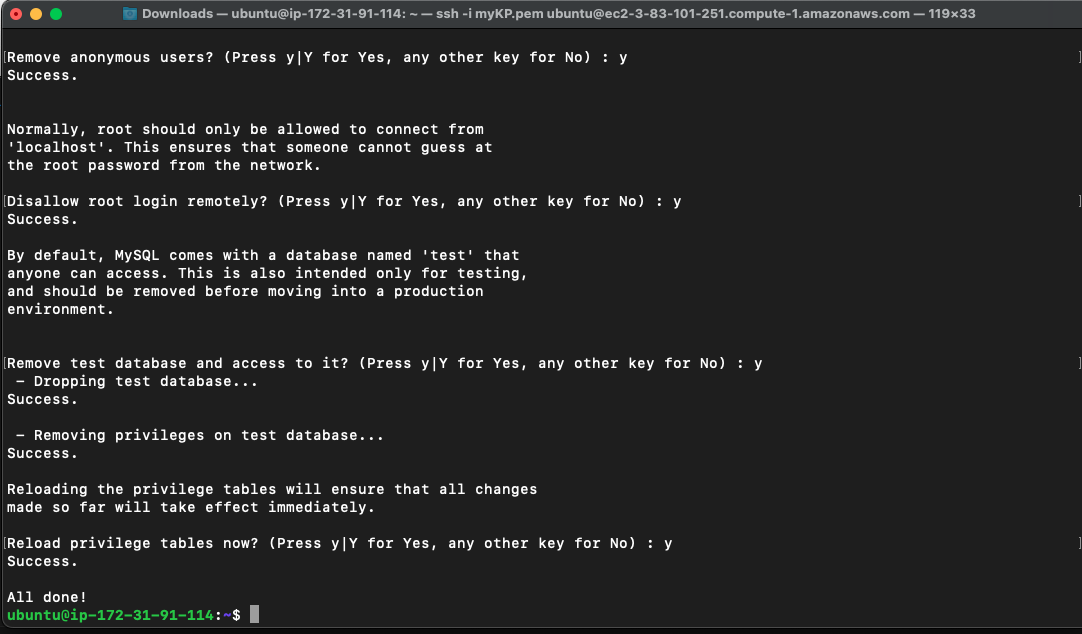 Downloads — ubuntu@ip-172-31-91-114: ~ — ssh -i myKP.pem ubuntu@ec2-3-83-101-251.compute-1.amazonaws.com — 119×33
[Remove anonymous users? (Press y|Y for Yes, any other key for No) : y ]
Success.
Normally, root should only be allowed to connect from
'localhost'. This ensures that someone cannot guess at
the root password from the network.
[Disallow root login remotely? (Press y|Y for Yes, any other key for No) : y ]
Success.
By default, MySQL comes with a database named 'test' that
anyone can access. This is also intended only for testing,
and should be removed before moving into a production
environment.
[Remove test database and access to it? (Press y|Y for Yes, any other key for No) : y ]
 - Dropping test database...
Success.
 - Removing privileges on test database...
Success.
Reloading the privilege tables will ensure that all changes
made so far will take effect immediately.
[Reload privilege tables now? (Press y|Y for Yes, any other key for No) : y ]
Success.
All done!
ubuntu@ip-172-31-91-114:~$